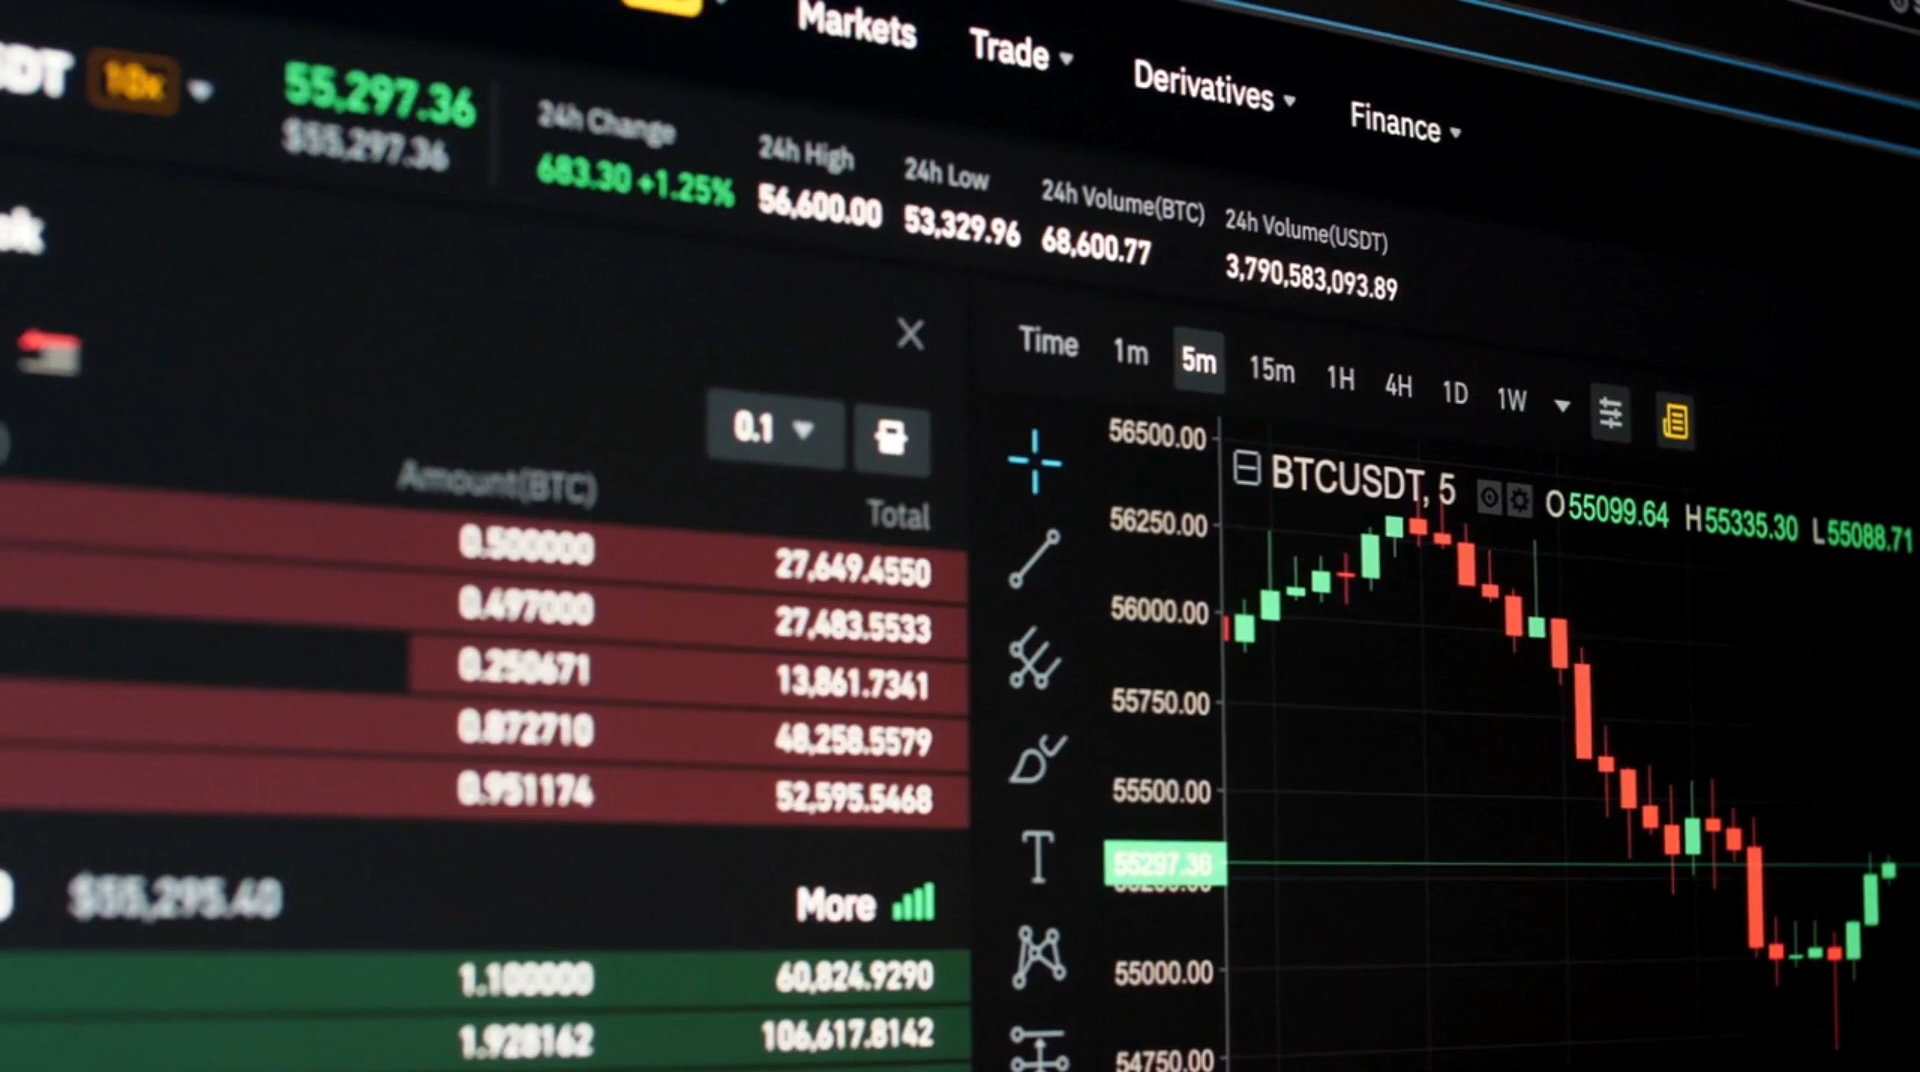 Markets Trade Derivatives Finance
10x 55,297.36
$55,297.36
24h Change 24h High 24h Low 24h Volume(BTC) 24h Volume(USDT)
683.30 +1.25% 56,600.00 53,329.96 68,600.77 3,790,583,093.89
0.1
Amount(BTC) Total
0.500000 27,649.4550
0.497000 27,483.5533
0.250671 13,861.7341
0.872710 48,258.5579
0.951174 52,595.5468
$55,295.40 More
1.100000 60,824.9290
1.928162 106,617.8142
Time 1m 5m 15m 1H 4H 1D 1W
BTCUSDT, 5 O55099.64 H55335.30 L55088.71
56500.00
56250.00
56000.00
55750.00
55500.00
55297.36
55000.00
54750.00